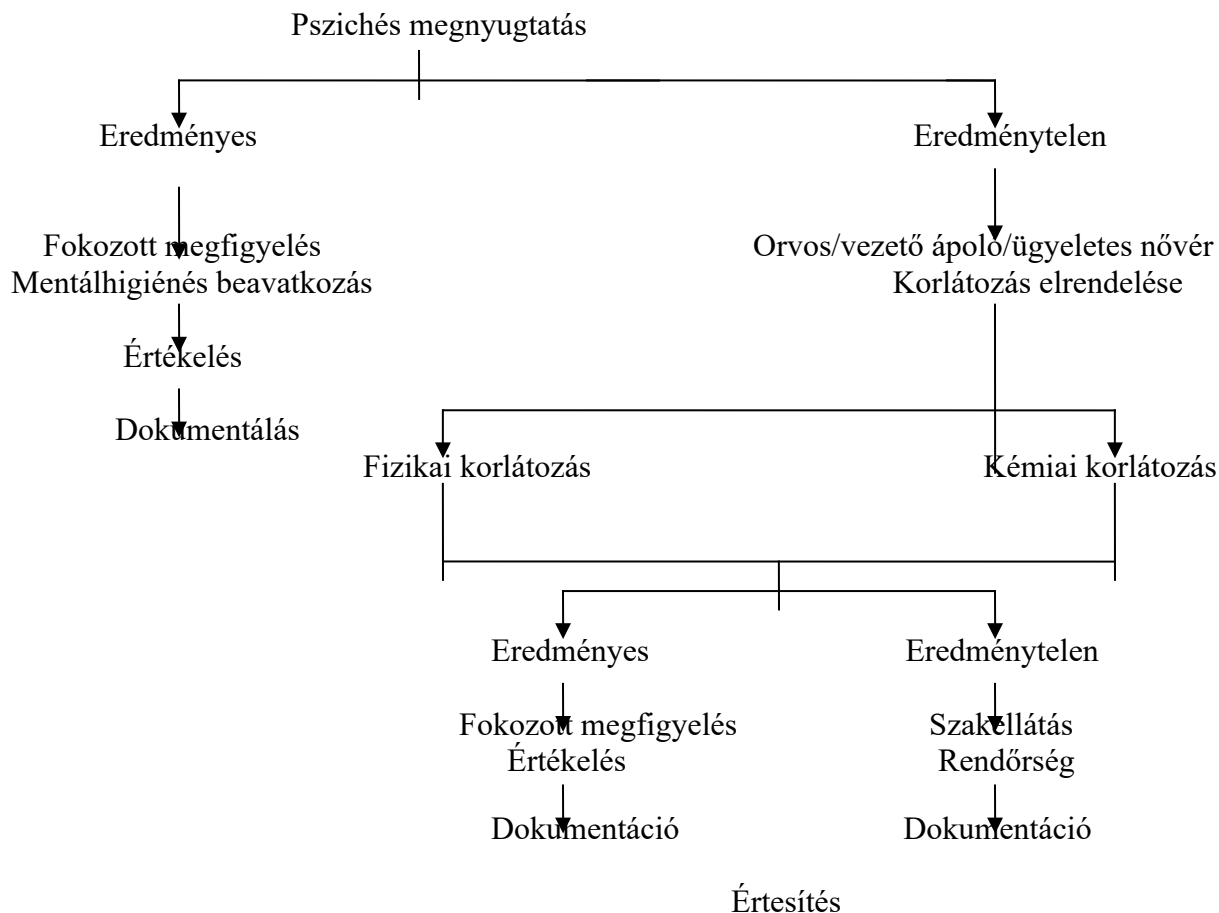 Pszichés megnyugtatás
Eredményes
Eredménytelen
Fokozott megfigyelés
Mentálhigiénés beavatkozás
Orvos/vezető ápoló/ügyeletes nővér
Korlátozás elrendelése
Értékelés
Dokumentálás
Fizikai korlátozás
Kémiai korlátozás
Eredményes
Eredménytelen
Fokozott megfigyelés
Értékelés
Szakellátás
Rendőrség
Dokumentáció
Dokumentáció
Értesítés